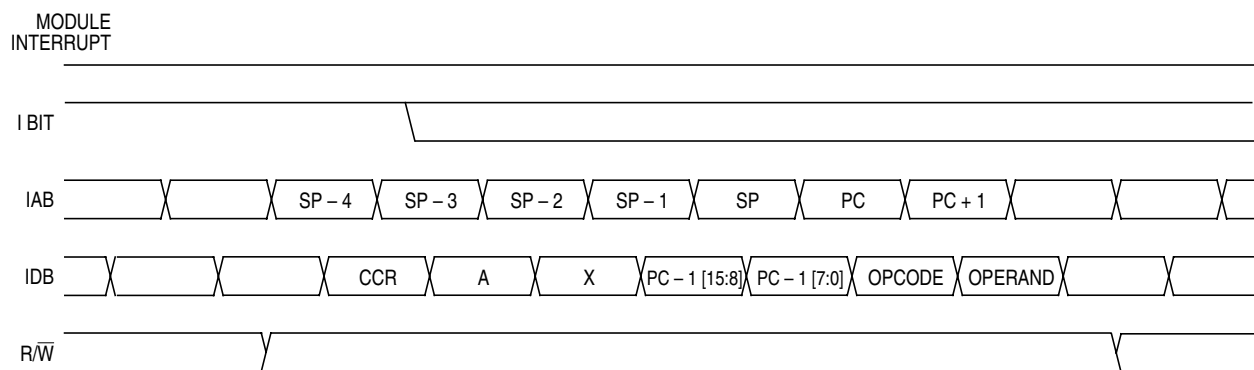 MODULE
INTERRUPT
I BIT
IAB SP – 4 SP – 3 SP – 2 SP – 1 SP PC PC + 1
IDB CCR A X PC – 1 [15:8] PC – 1 [7:0] OPCODE OPERAND
R/W̅